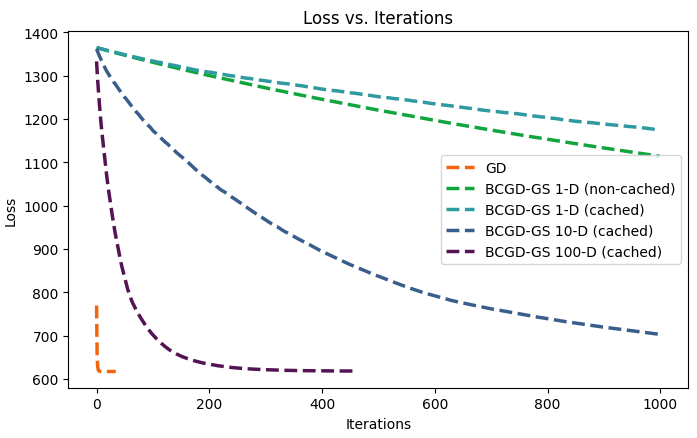 Loss vs. Iterations
Loss
1400
1300
1200
1100
1000
900
800
700
600
GD
BCGD-GS 1-D (non-cached)
BCGD-GS 1-D (cached)
BCGD-GS 10-D (cached)
BCGD-GS 100-D (cached)
0 200 400 600 800 1000
Iterations